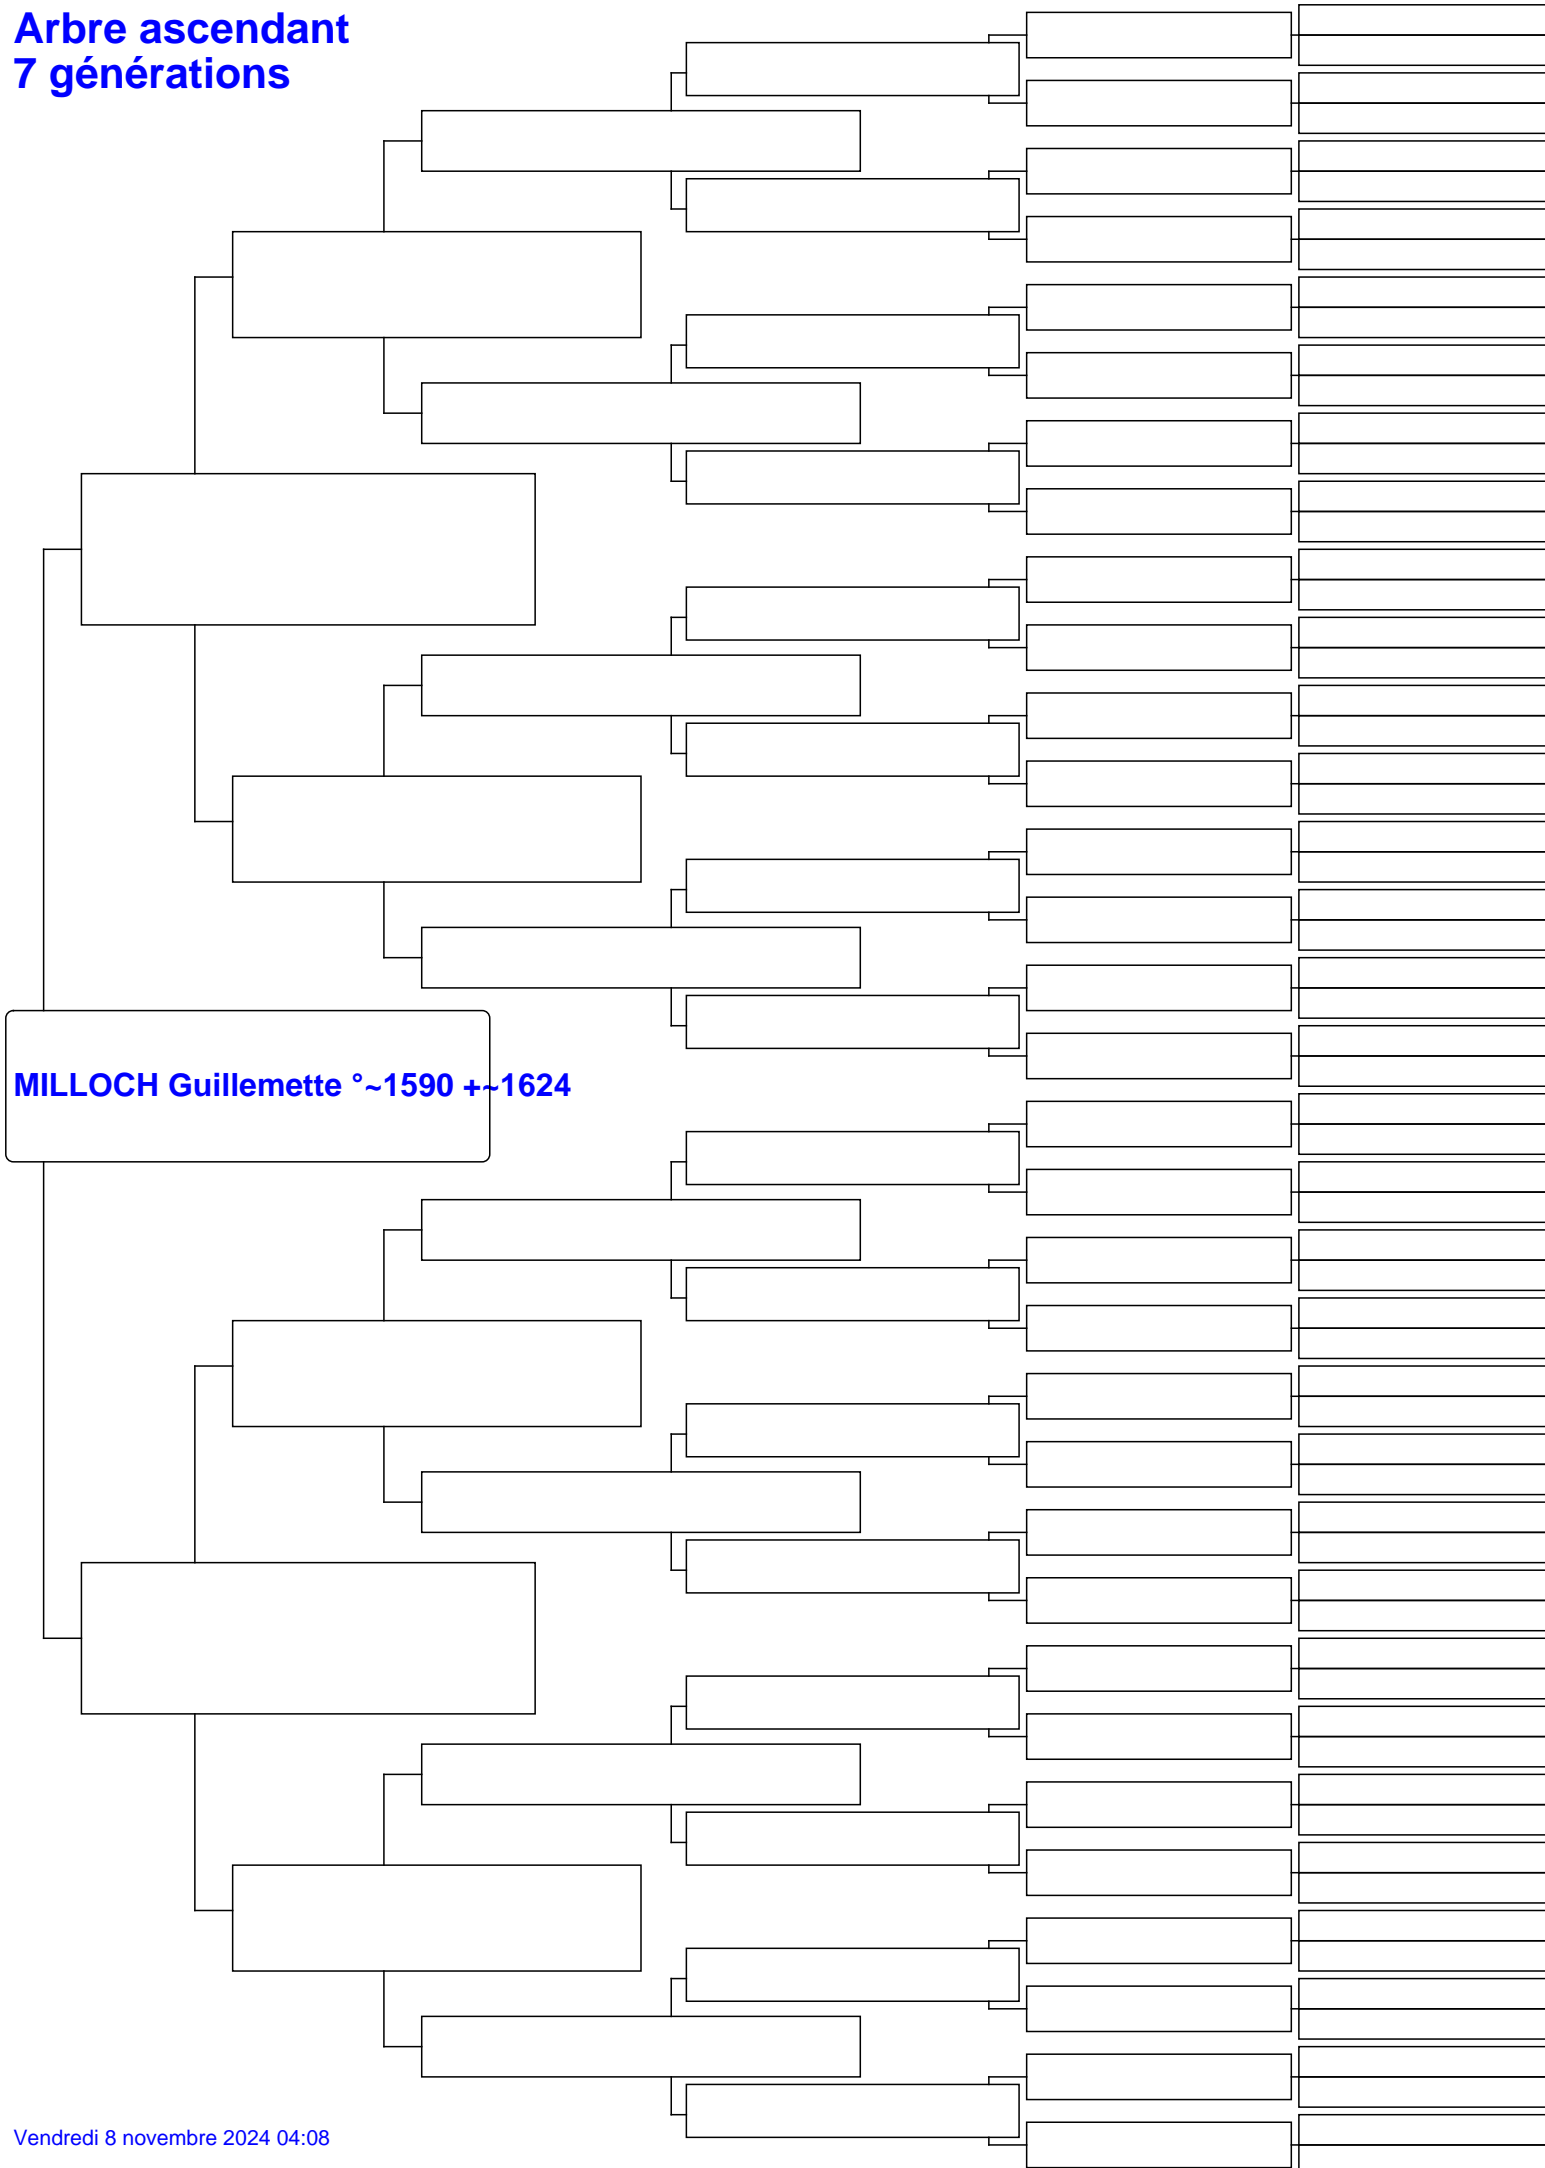 Arbre ascendant
7 générations
MILLOCH Guillemette °~1590 +~1624
Vendredi 8 novembre 2024 04:08